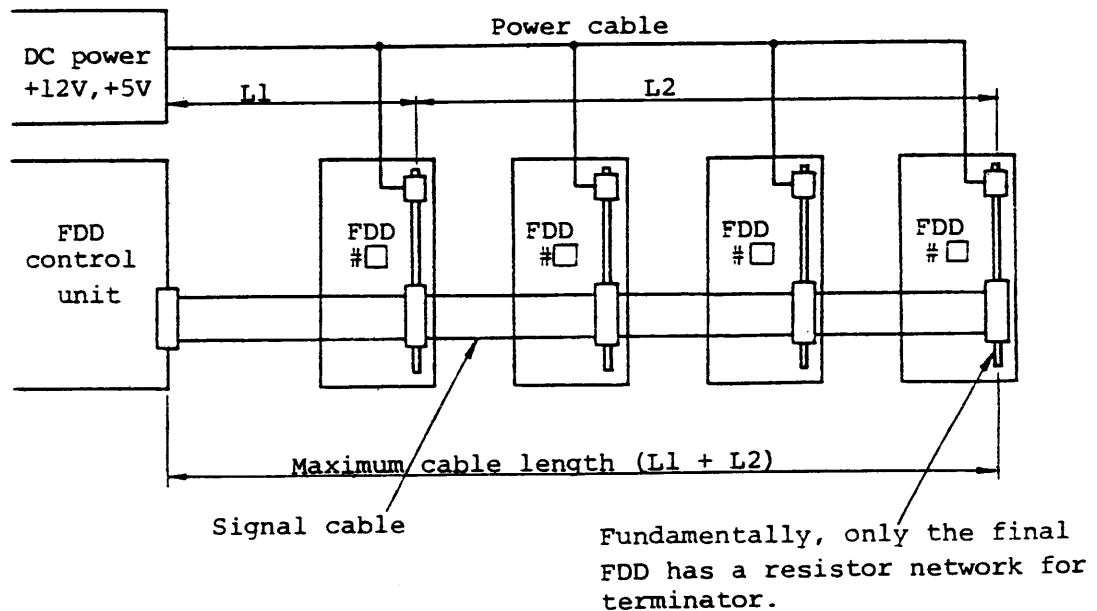 Power cable
DC power
+12V,+5V
L1
L2
FDD
control
unit
FDD
#□
FDD
#□
FDD
#□
FDD
#□
Maximum cable length (L1 + L2)
Signal cable
Fundamentally, only the final
FDD has a resistor network for
terminator.